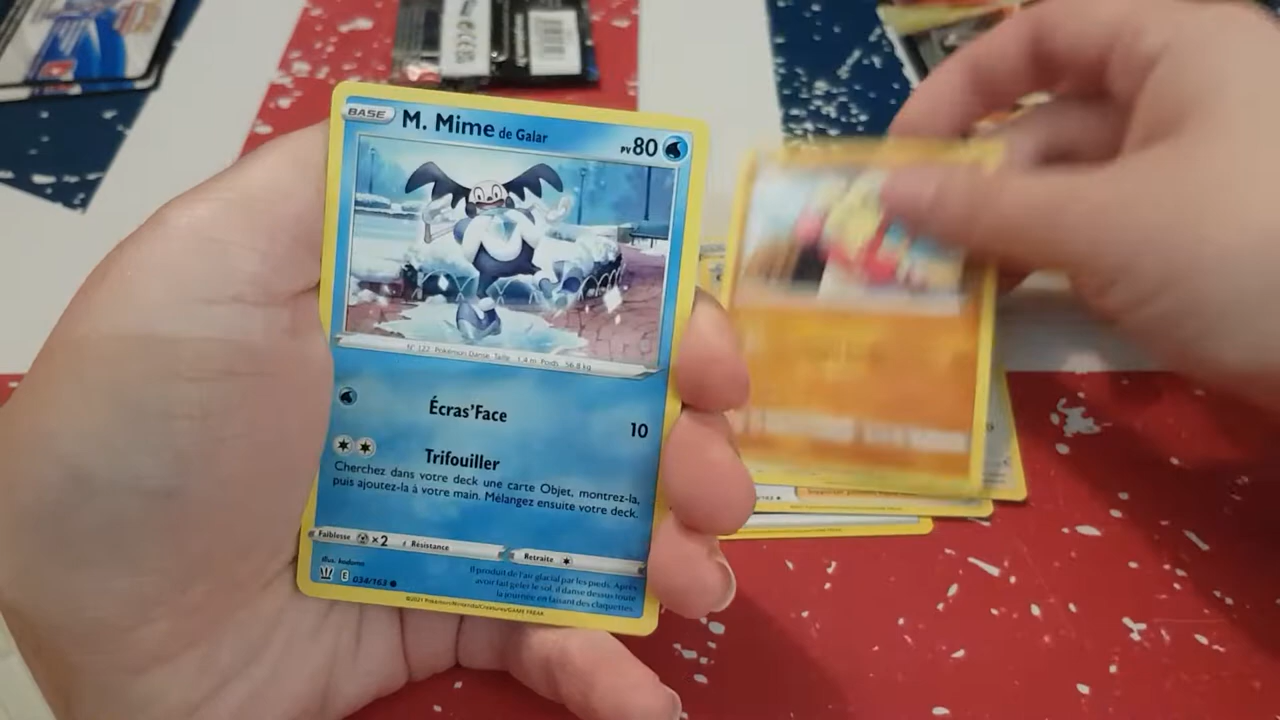 BASE M. Mime de Galar PV 80
N° 122 Pokémon Danse Taille 1,4 m Poids 56,8 kg
Écras'Face 10
Trifouiller
Cherchez dans votre deck une carte Objet, montrez-la,
puis ajoutez-la à votre main. Mélangez ensuite votre deck.
Faiblesse ×2 Résistance Retraite
Illus. kodama
Il produit de l'air glacial par les pieds. Après
avoir fait geler le sol, il danse dessus toute
la journée en faisant des claquettes.
E 034/163
©2021 Pokémon/Nintendo/Creatures/GAME FREAK